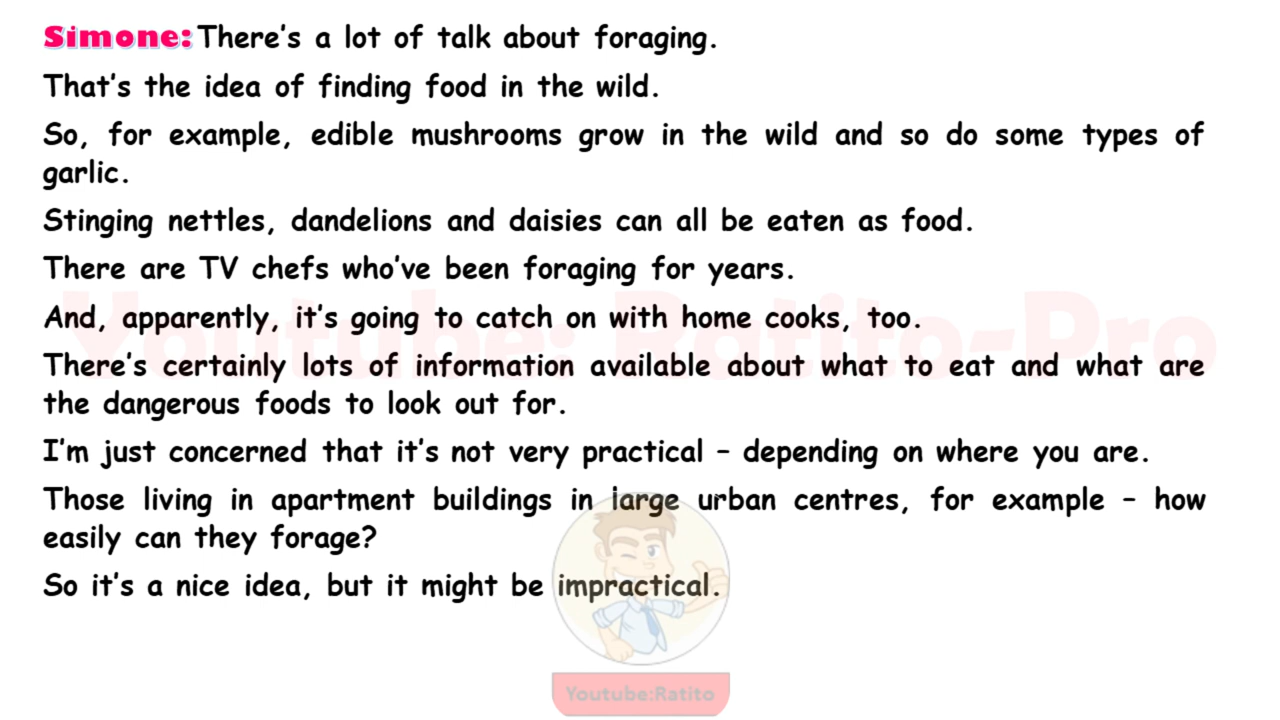 Simone: There's a lot of talk about foraging.
That's the idea of finding food in the wild.
So, for example, edible mushrooms grow in the wild and so do some types of
garlic.
Stinging nettles, dandelions and daisies can all be eaten as food.
There are TV chefs who've been foraging for years.
And, apparently, it's going to catch on with home cooks, too.
Youtube: Ratito-Pro
There's certainly lots of information available about what to eat and what are
the dangerous foods to look out for.
I'm just concerned that it's not very practical – depending on where you are.
Those living in apartment buildings in large urban centres, for example – how
easily can they forage?
So it's a nice idea, but it might be impractical.
Youtube:Ratito